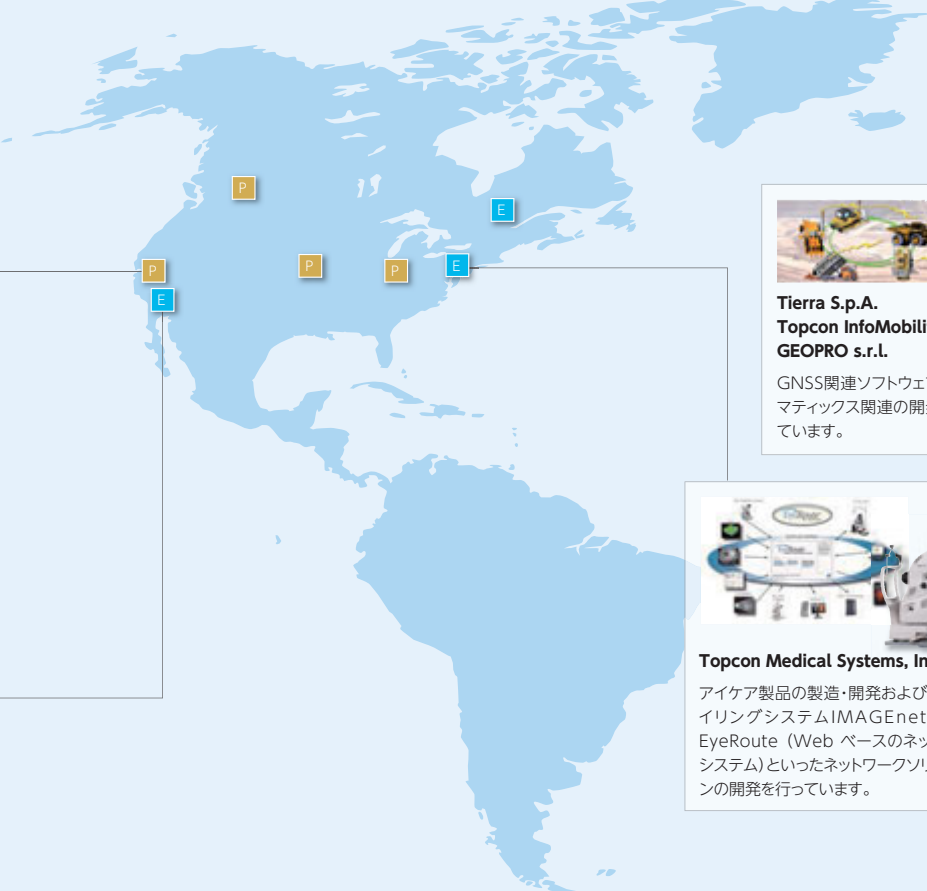 P
E
P
P
P
E
E
Tierra S.p.A.
Topcon InfoMobili
GEOPRO s.r.l.
GNSS関連ソフトウェ
マティックス関連の開
ています。
Topcon Medical Systems, In
アイケア製品の製造・開発および
イリングシステムIMAGEnet
EyeRoute (Web ベースのネッ
システム)といったネットワークソリ
ンの開発を行っています。